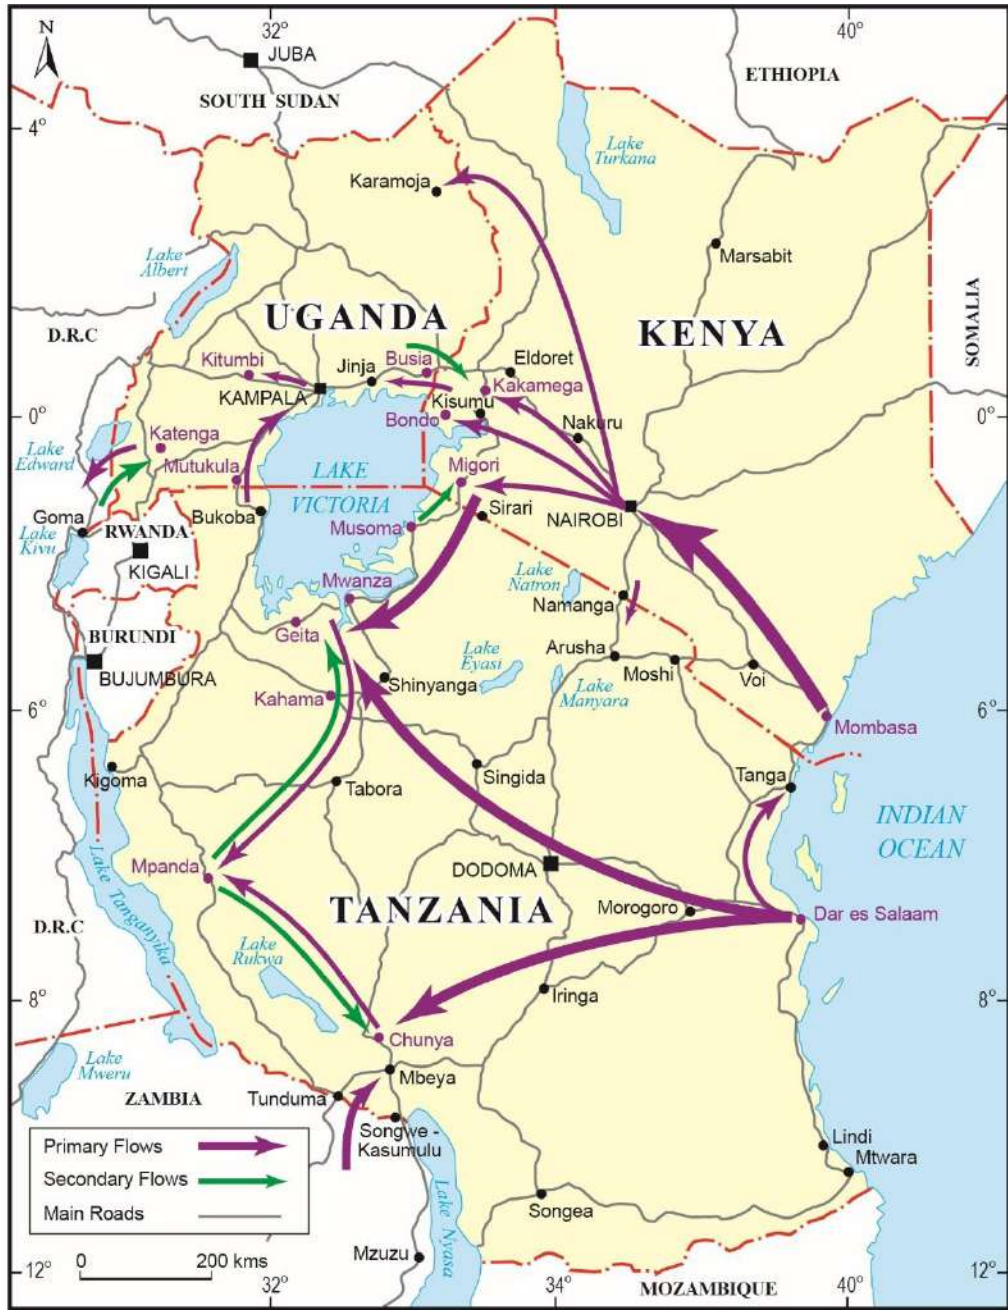 N
32°
40°
JUBA
ETHIOPIA
SOUTH SUDAN
4°
Lake
Turkana
Karamoja
Marsabit
Lake
Albert
SOMALIA
D.R.C
UGANDA
KENYA
Kitumbi
Jinja
Busia
Eldoret
KAMPALA
Kakamega
Kisumu
0°
0°
Bondo
Nakuru
Katenga
Lake
Edward
Mutukula
LAKE
VICTORIA
Migori
Goma
Bukoba
Sirari
NAIROBI
RWANDA
Musoma
Lake
Kivu
KIGALI
Mwanza
Lake
Natron
Namanga
Geita
BURUNDI
Lake
Eyasi
Arusha
BUJUMBURA
Shinyanga
Moshi
Voi
Kahama
Lake
Manyara
6°
6°
Mombasa
Kigoma
Singida
Tanga
Tabora
INDIAN
OCEAN
Mpanda
DODOMA
Lake Tanganyika
TANZANIA
Morogoro
Dar es Salaam
D.R.C
Lake
Rukwa
Iringa
8°
8°
Chunya
Lake
Mweru
Mbeya
ZAMBIA
Tunduma
Songwe -
Kasumulu
Lindi
Mtwara
Primary Flows
Secondary Flows
Main Roads
Songea
Lake Nyasa
0
200 kms
Mzuzu
12°
12°
32°
34°
MOZAMBIQUE
40°